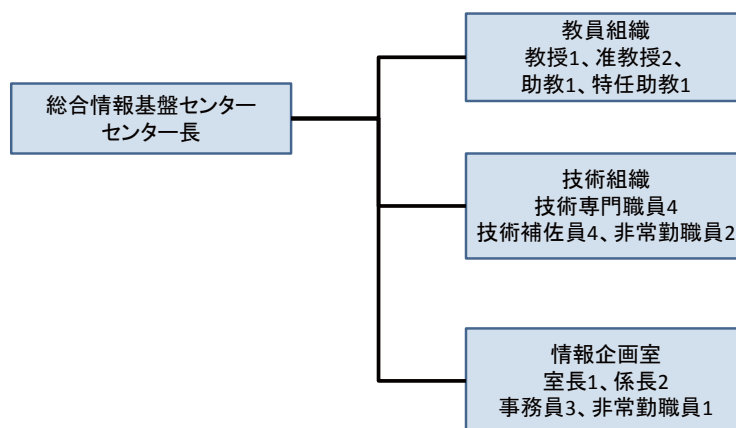 総合情報基盤センター
センター長
教員組織
教授1、准教授2、
助教1、特任助教1
技術組織
技術専門職員4
技術補佐員4、非常勤職員2
情報企画室
室長1、係長2
事務員3、非常勤職員1